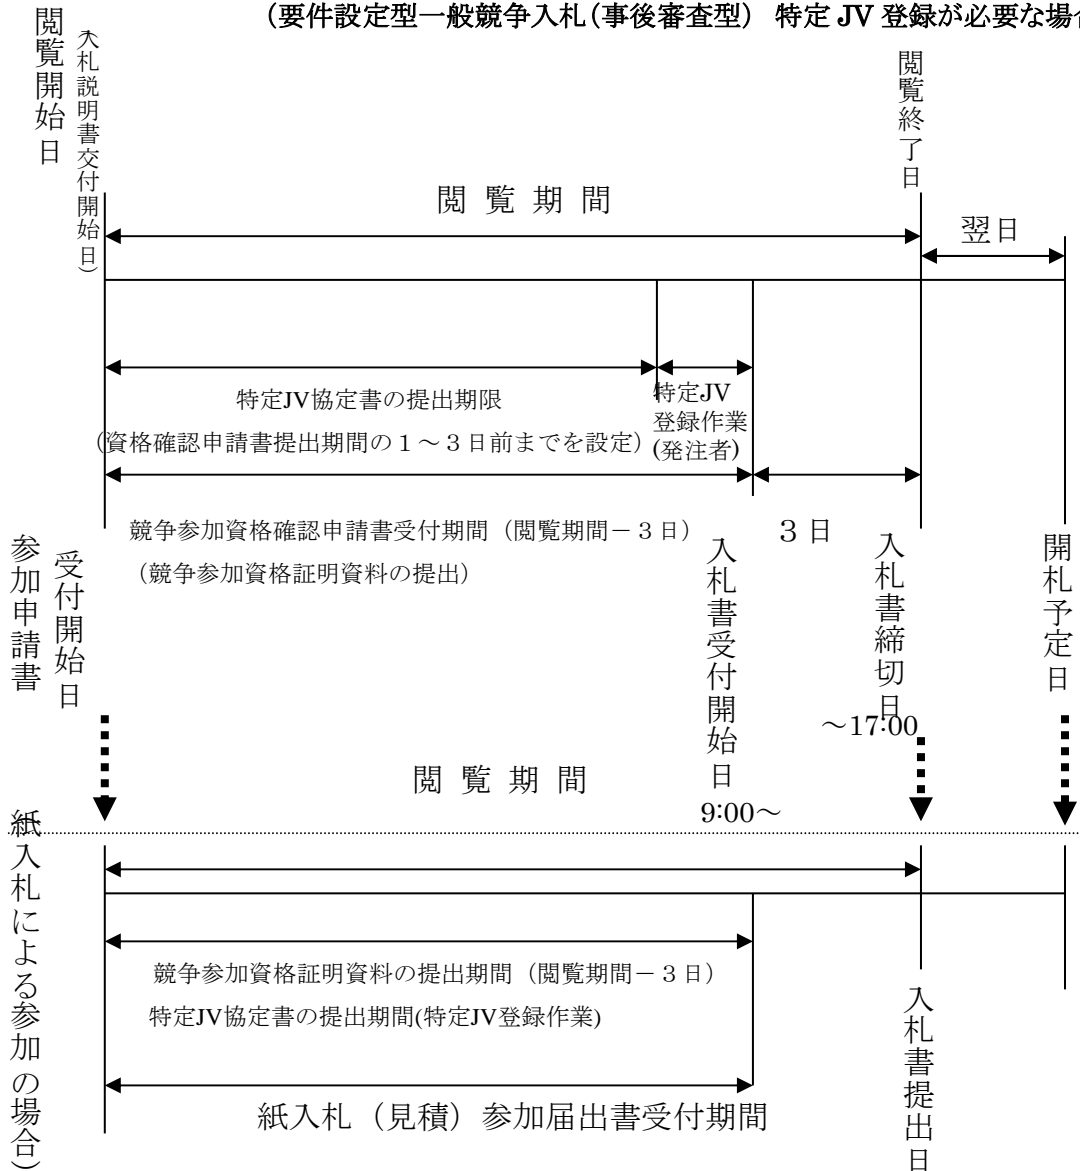 (要件設定型一般競争入札(事後審査型) 特定 JV 登録が必要な場合
閲覧開始日
(入札説明書交付開始日)
閲覧終了日
閲覧期間
翌日
特定JV協定書の提出期限
(資格確認申請書提出期間の1～3日前までを設定)
特定JV
登録作業
(発注者)
競争参加資格確認申請書受付期間(閲覧期間-3日)
(競争参加資格証明資料の提出)
3日
参加申請書
受付開始日
入札書受付開始日
9:00～
入札書締切日
～17:00
開札予定日
閲覧期間
紙入札による参加の場合)
競争参加資格証明資料の提出期間(閲覧期間-3日)
特定JV協定書の提出期間(特定JV登録作業)
紙入札(見積)参加届出書受付期間
入札書提出日